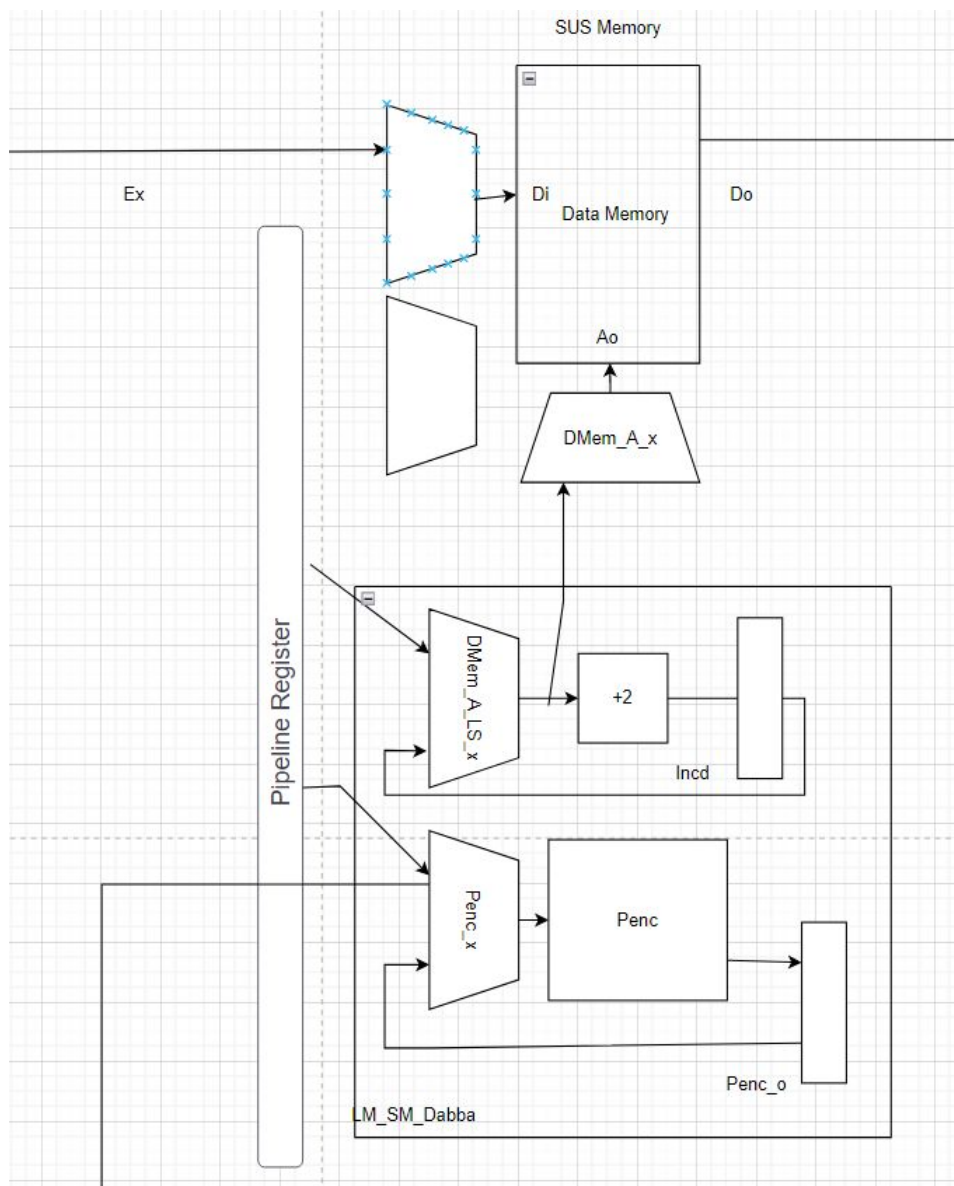 SUS Memory
Ex
Di
Data Memory
Do
Ao
DMem_A_x
Pipeline Register
DMem_A_LS_x
+2
Incd
Penc_x
Penc
Penc_o
LM_SM_Dabba